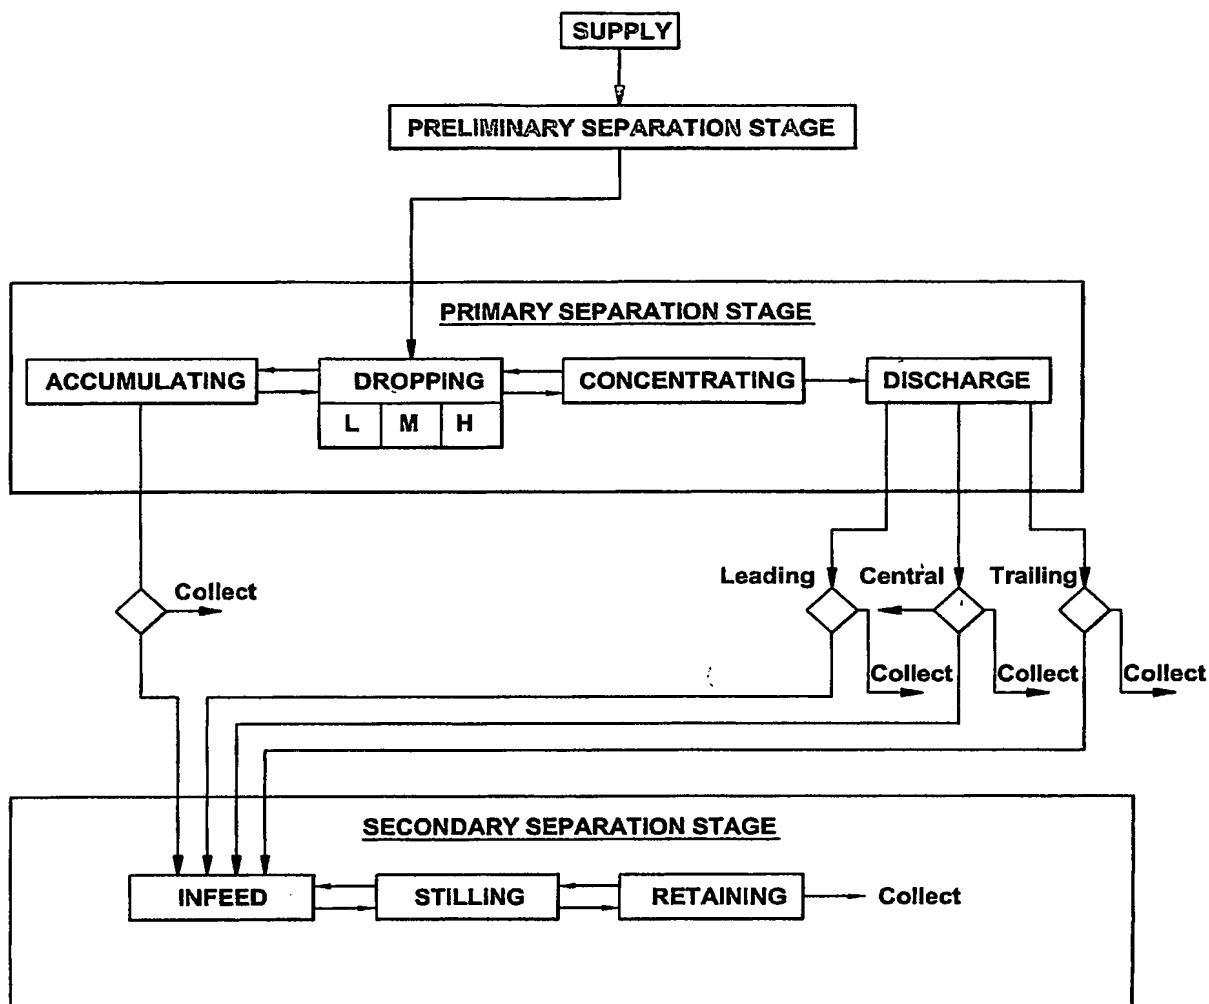 SUPPLY
PRELIMINARY SEPARATION STAGE
PRIMARY SEPARATION STAGE
ACCUMULATING
DROPPING
CONCENTRATING
DISCHARGE
L M H
Leading
Central
Trailing
Collect
Collect
Collect
Collect
SECONDARY SEPARATION STAGE
INFEED
STILLING
RETAINING
Collect